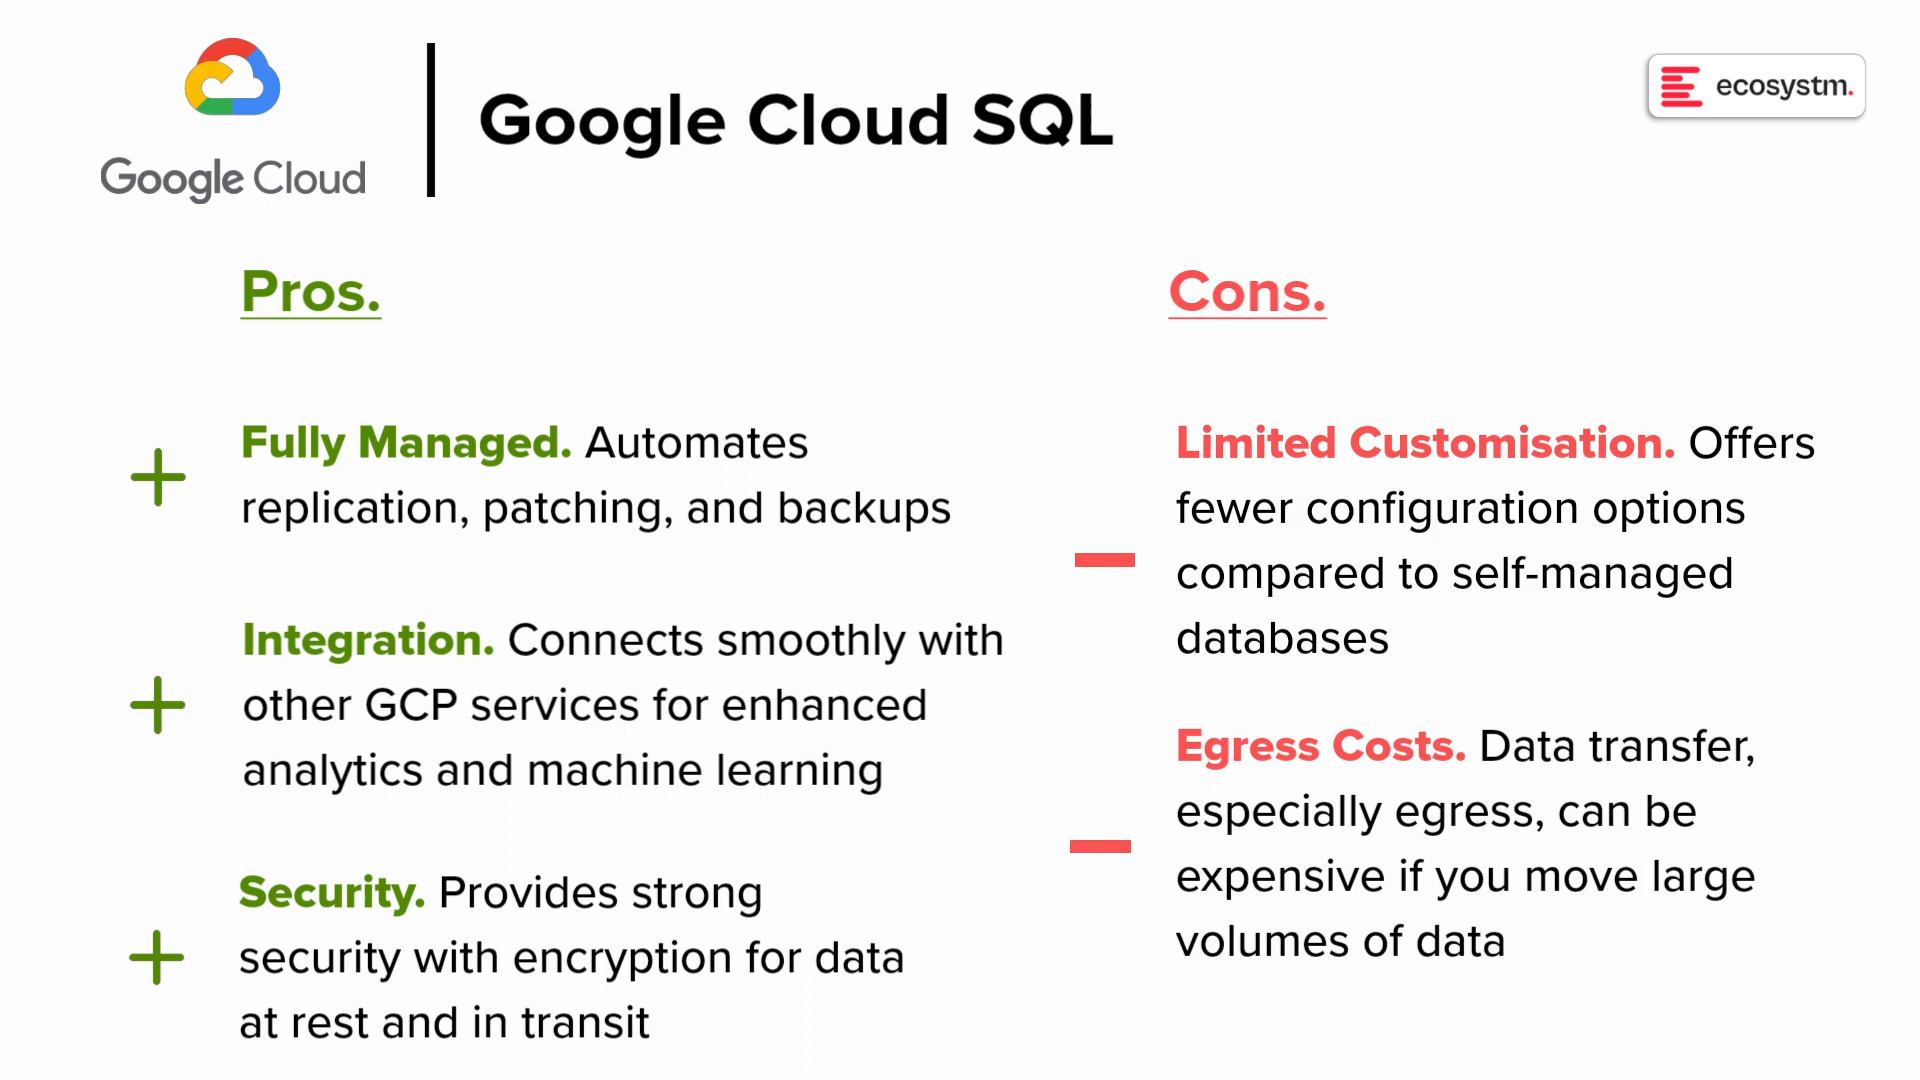 Google Cloud
Google Cloud SQL
ecosystm.
Pros.
Fully Managed. Automates
replication, patching, and backups
Integration. Connects smoothly with
other GCP services for enhanced
analytics and machine learning
Security. Provides strong
security with encryption for data
at rest and in transit
Cons.
Limited Customisation. Offers
fewer configuration options
compared to self-managed
databases
Egress Costs. Data transfer,
especially egress, can be
expensive if you move large
volumes of data